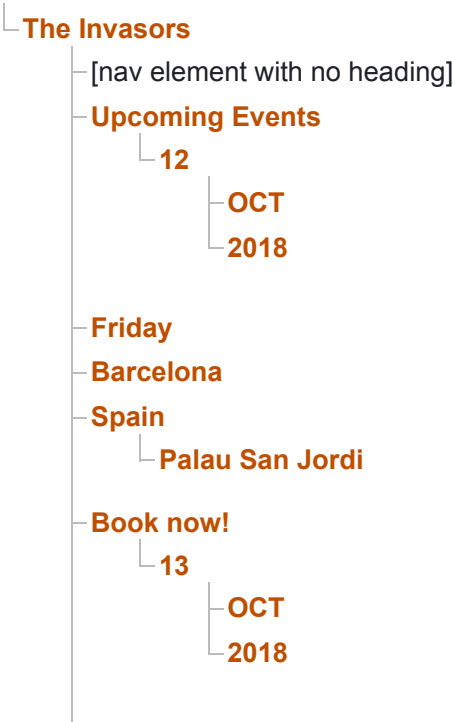 The Invasors
[nav element with no heading]
Upcoming Events
12
OCT
2018
Friday
Barcelona
Spain
Palau San Jordi
Book now!
13
OCT
2018